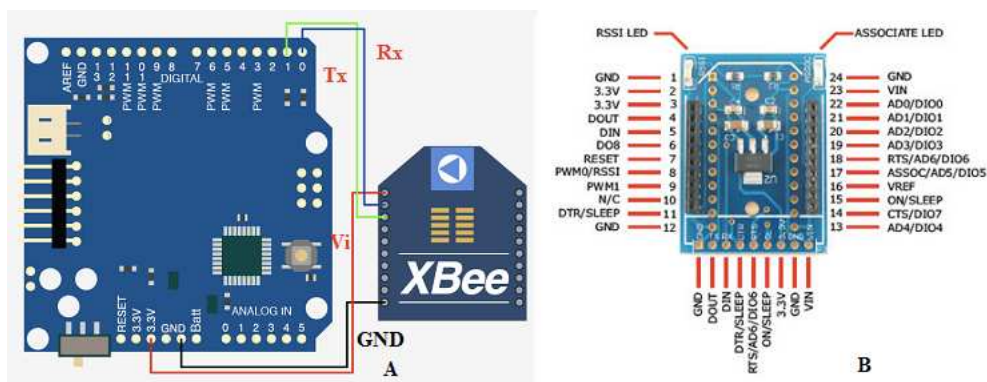 AREF
GND
13
12
11
10
9
8
7
6
5
4
3
2
1
0
PWM
PWM
PWM
DIGITAL
PWM
PWM
PWM
Tx
Rx
Vi
XBee
RESET
3.3V
3.3V
GND
Batt
ANALOG IN
0 1 2 3 4 5
GND
A
RSSI LED
ASSOCIATE LED
GND 1
3.3V 2
3.3V 3
DOUT 4
DIN 5
DO8 6
RESET 7
PWM0/RSSI 8
PWM1 9
N/C 10
DTR/SLEEP 11
GND 12
24 GND
23 VIN
22 AD0/DIO0
21 AD1/DIO1
20 AD2/DIO2
19 AD3/DIO3
18 RTS/AD6/DIO6
17 ASSOC/AD5/DIO5
16 VREF
15 ON/SLEEP
14 CTS/DIO7
13 AD4/DIO4
GND
DOUT
DIN
DTR/SLEEP
RTS/AD6/DIO6
ON/SLEEP
3.3V
GND
VIN
B